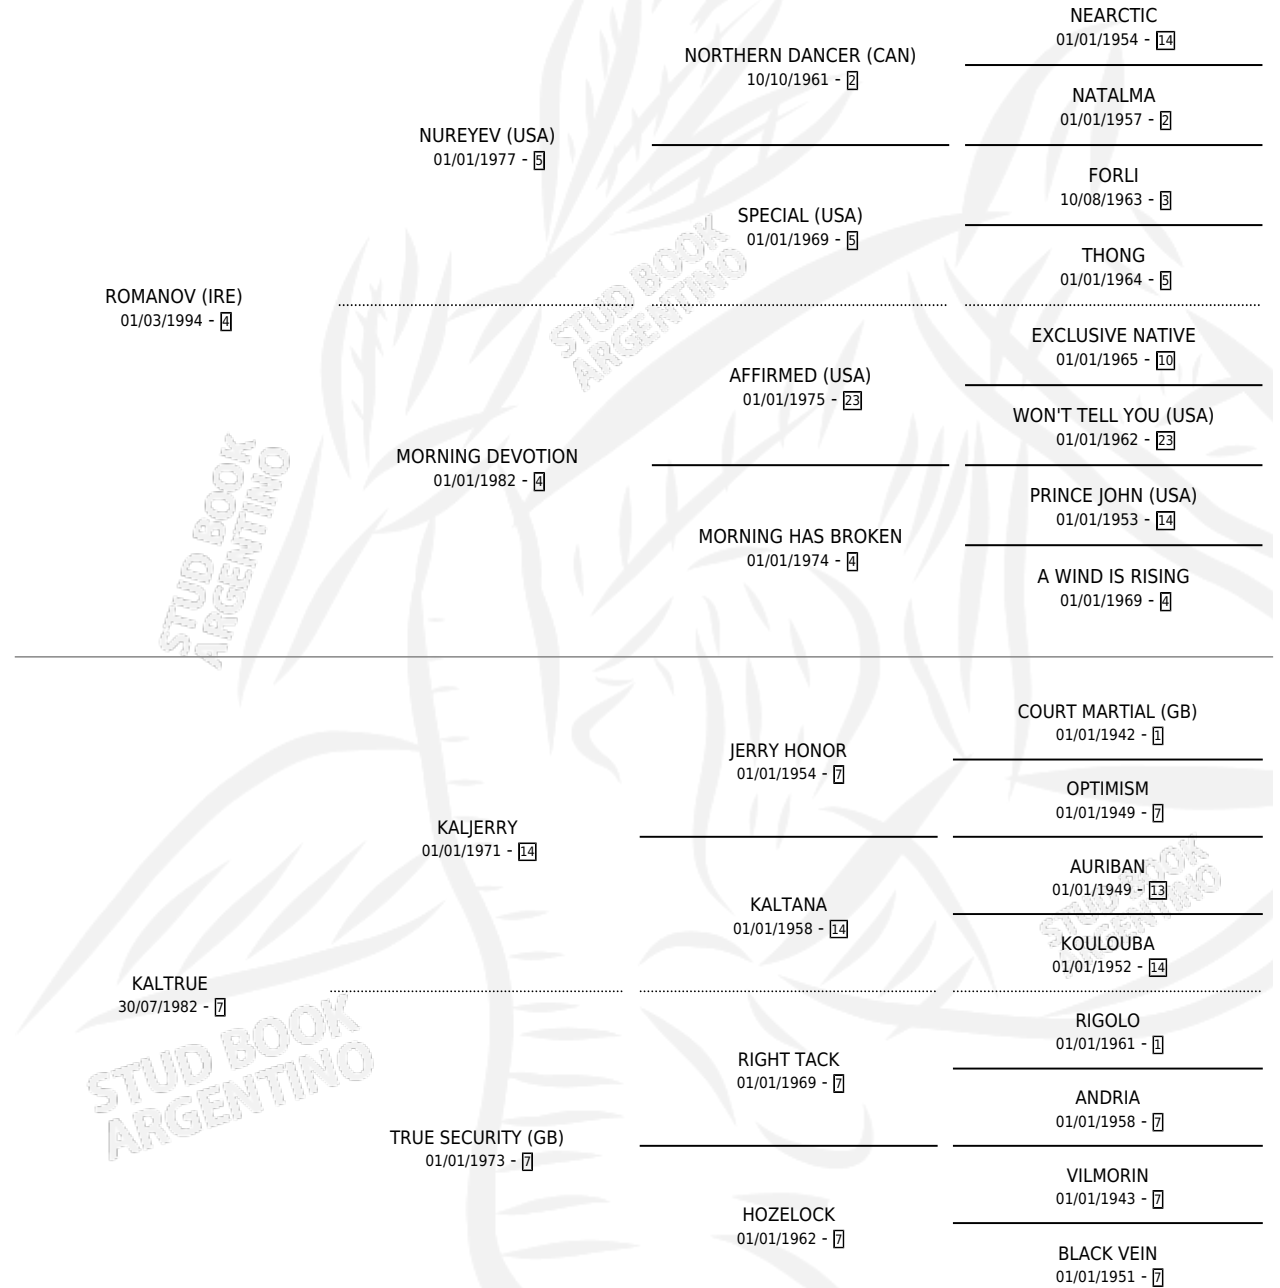 NEARCTIC
01/01/1954 - 14
NORTHERN DANCER (CAN)
10/10/1961 - 2
NATALMA
01/01/1957 - 2
NUREYEV (USA)
01/01/1977 - 5
FORLI
10/08/1963 - 3
SPECIAL (USA)
01/01/1969 - 5
THONG
01/01/1964 - 5
ROMANOV (IRE)
01/03/1994 - 4
STUD BOOK
ARGENTINO
EXCLUSIVE NATIVE
01/01/1965 - 10
AFFIRMED (USA)
01/01/1975 - 23
WON'T TELL YOU (USA)
01/01/1962 - 23
MORNING DEVOTION
01/01/1982 - 4
PRINCE JOHN (USA)
01/01/1953 - 14
MORNING HAS BROKEN
01/01/1974 - 4
A WIND IS RISING
01/01/1969 - 4
STUD BOOK
ARGENTINO
COURT MARTIAL (GB)
01/01/1942 - 1
JERRY HONOR
01/01/1954 - 7
OPTIMISM
01/01/1949 - 7
KALJERRY
01/01/1971 - 14
AURIBAN
01/01/1949 - 13
KALTANA
01/01/1958 - 14
KOULOUBA
01/01/1952 - 14
STUD BOOK
ARGENTINO
KALTRUE
30/07/1982 - 7
RIGOLO
01/01/1961 - 1
RIGHT TACK
01/01/1969 - 7
ANDRIA
01/01/1958 - 7
STUD BOOK
ARGENTINO
TRUE SECURITY (GB)
01/01/1973 - 7
VILMORIN
01/01/1943 - 7
HOZELOCK
01/01/1962 - 7
BLACK VEIN
01/01/1951 - 7